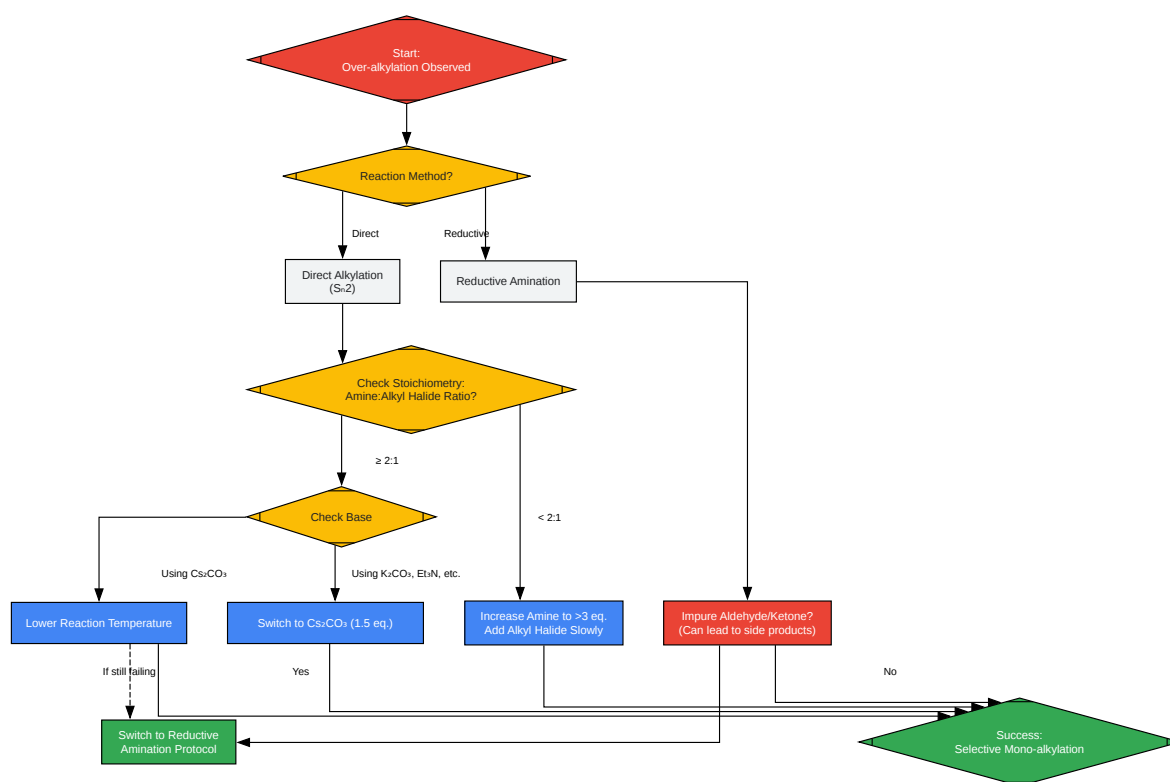 Start:
Over-alkylation Observed
Reaction Method?
Direct
Reductive
Direct Alkylation
(Sₙ2)
Reductive Amination
Check Stoichiometry:
Amine:Alkyl Halide Ratio?
≥ 2:1
Check Base
< 2:1
Using Cs₂CO₃
Using K₂CO₃, Et₃N, etc.
Lower Reaction Temperature
Switch to Cs₂CO₃ (1.5 eq.)
Increase Amine to >3 eq.
Add Alkyl Halide Slowly
Impure Aldehyde/Ketone?
(Can lead to side products)
If still failing
Yes
No
Switch to Reductive
Amination Protocol
Success:
Selective Mono-alkylation